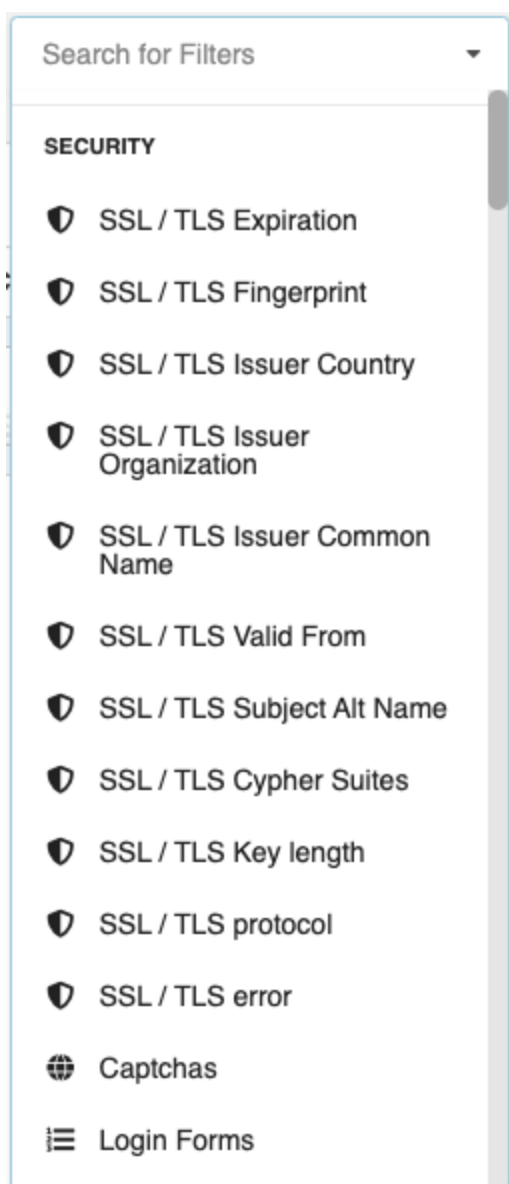 Search for Filters
SECURITY
SSL / TLS Expiration
SSL / TLS Fingerprint
SSL / TLS Issuer Country
SSL / TLS Issuer
Organization
SSL / TLS Issuer Common
Name
SSL / TLS Valid From
SSL / TLS Subject Alt Name
SSL / TLS Cypher Suites
SSL / TLS Key length
SSL / TLS protocol
SSL / TLS error
Captchas
Login Forms